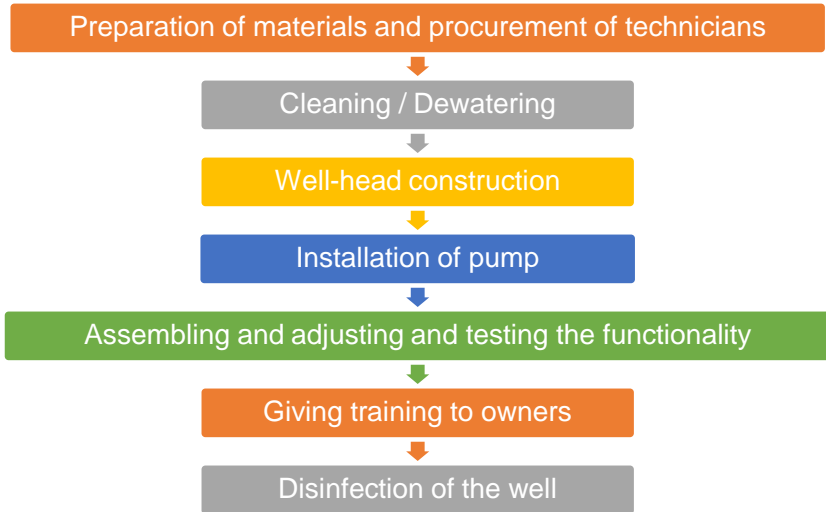 Preparation of materials and procurement of technicians
Cleaning / Dewatering
Well-head construction
Installation of pump
Assembling and adjusting and testing the functionality
Giving training to owners
Disinfection of the well